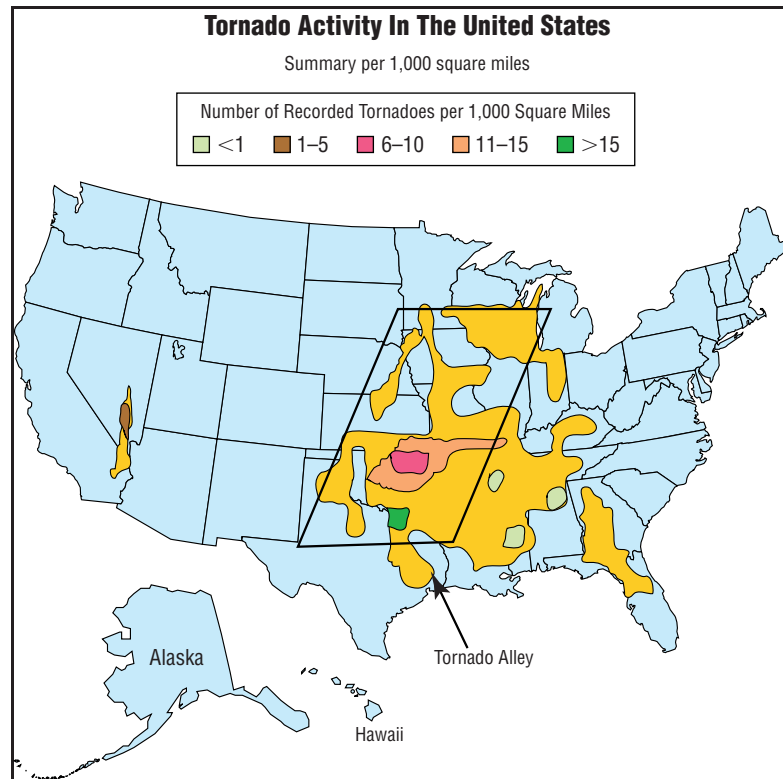 Tornado Activity In The United States
Summary per 1,000 square miles
Number of Recorded Tornadoes per 1,000 Square Miles
<1 1–5 6–10 11–15 >15
Alaska
Tornado Alley
Hawaii